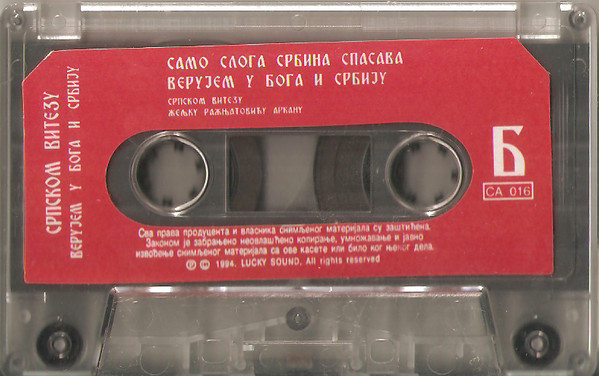 САМО СЛОГА СРБИНА СПАСАВА
ВЕРУЈЕМ У БОГА И СРБИЈУ
СРПСКОМ ВИТЕЗУ
ЖЕЉКУ РАЖЊАТОВИЋУ АРКАНУ
СРПСКОМ ВИТЕЗУ
ВЕРУЈЕМ У БОГА И СРБИЈУ
Б
CA 016
Сва права продуцента и власника снимљеног материјала су заштићена.
Законом је забрањено неовлашћено копирање, умножавање и јавно
извођење снимљеног материјала са ове касете или било ког њеног дела.
℗ © 1994. LUCKY SOUND, All rights reserved